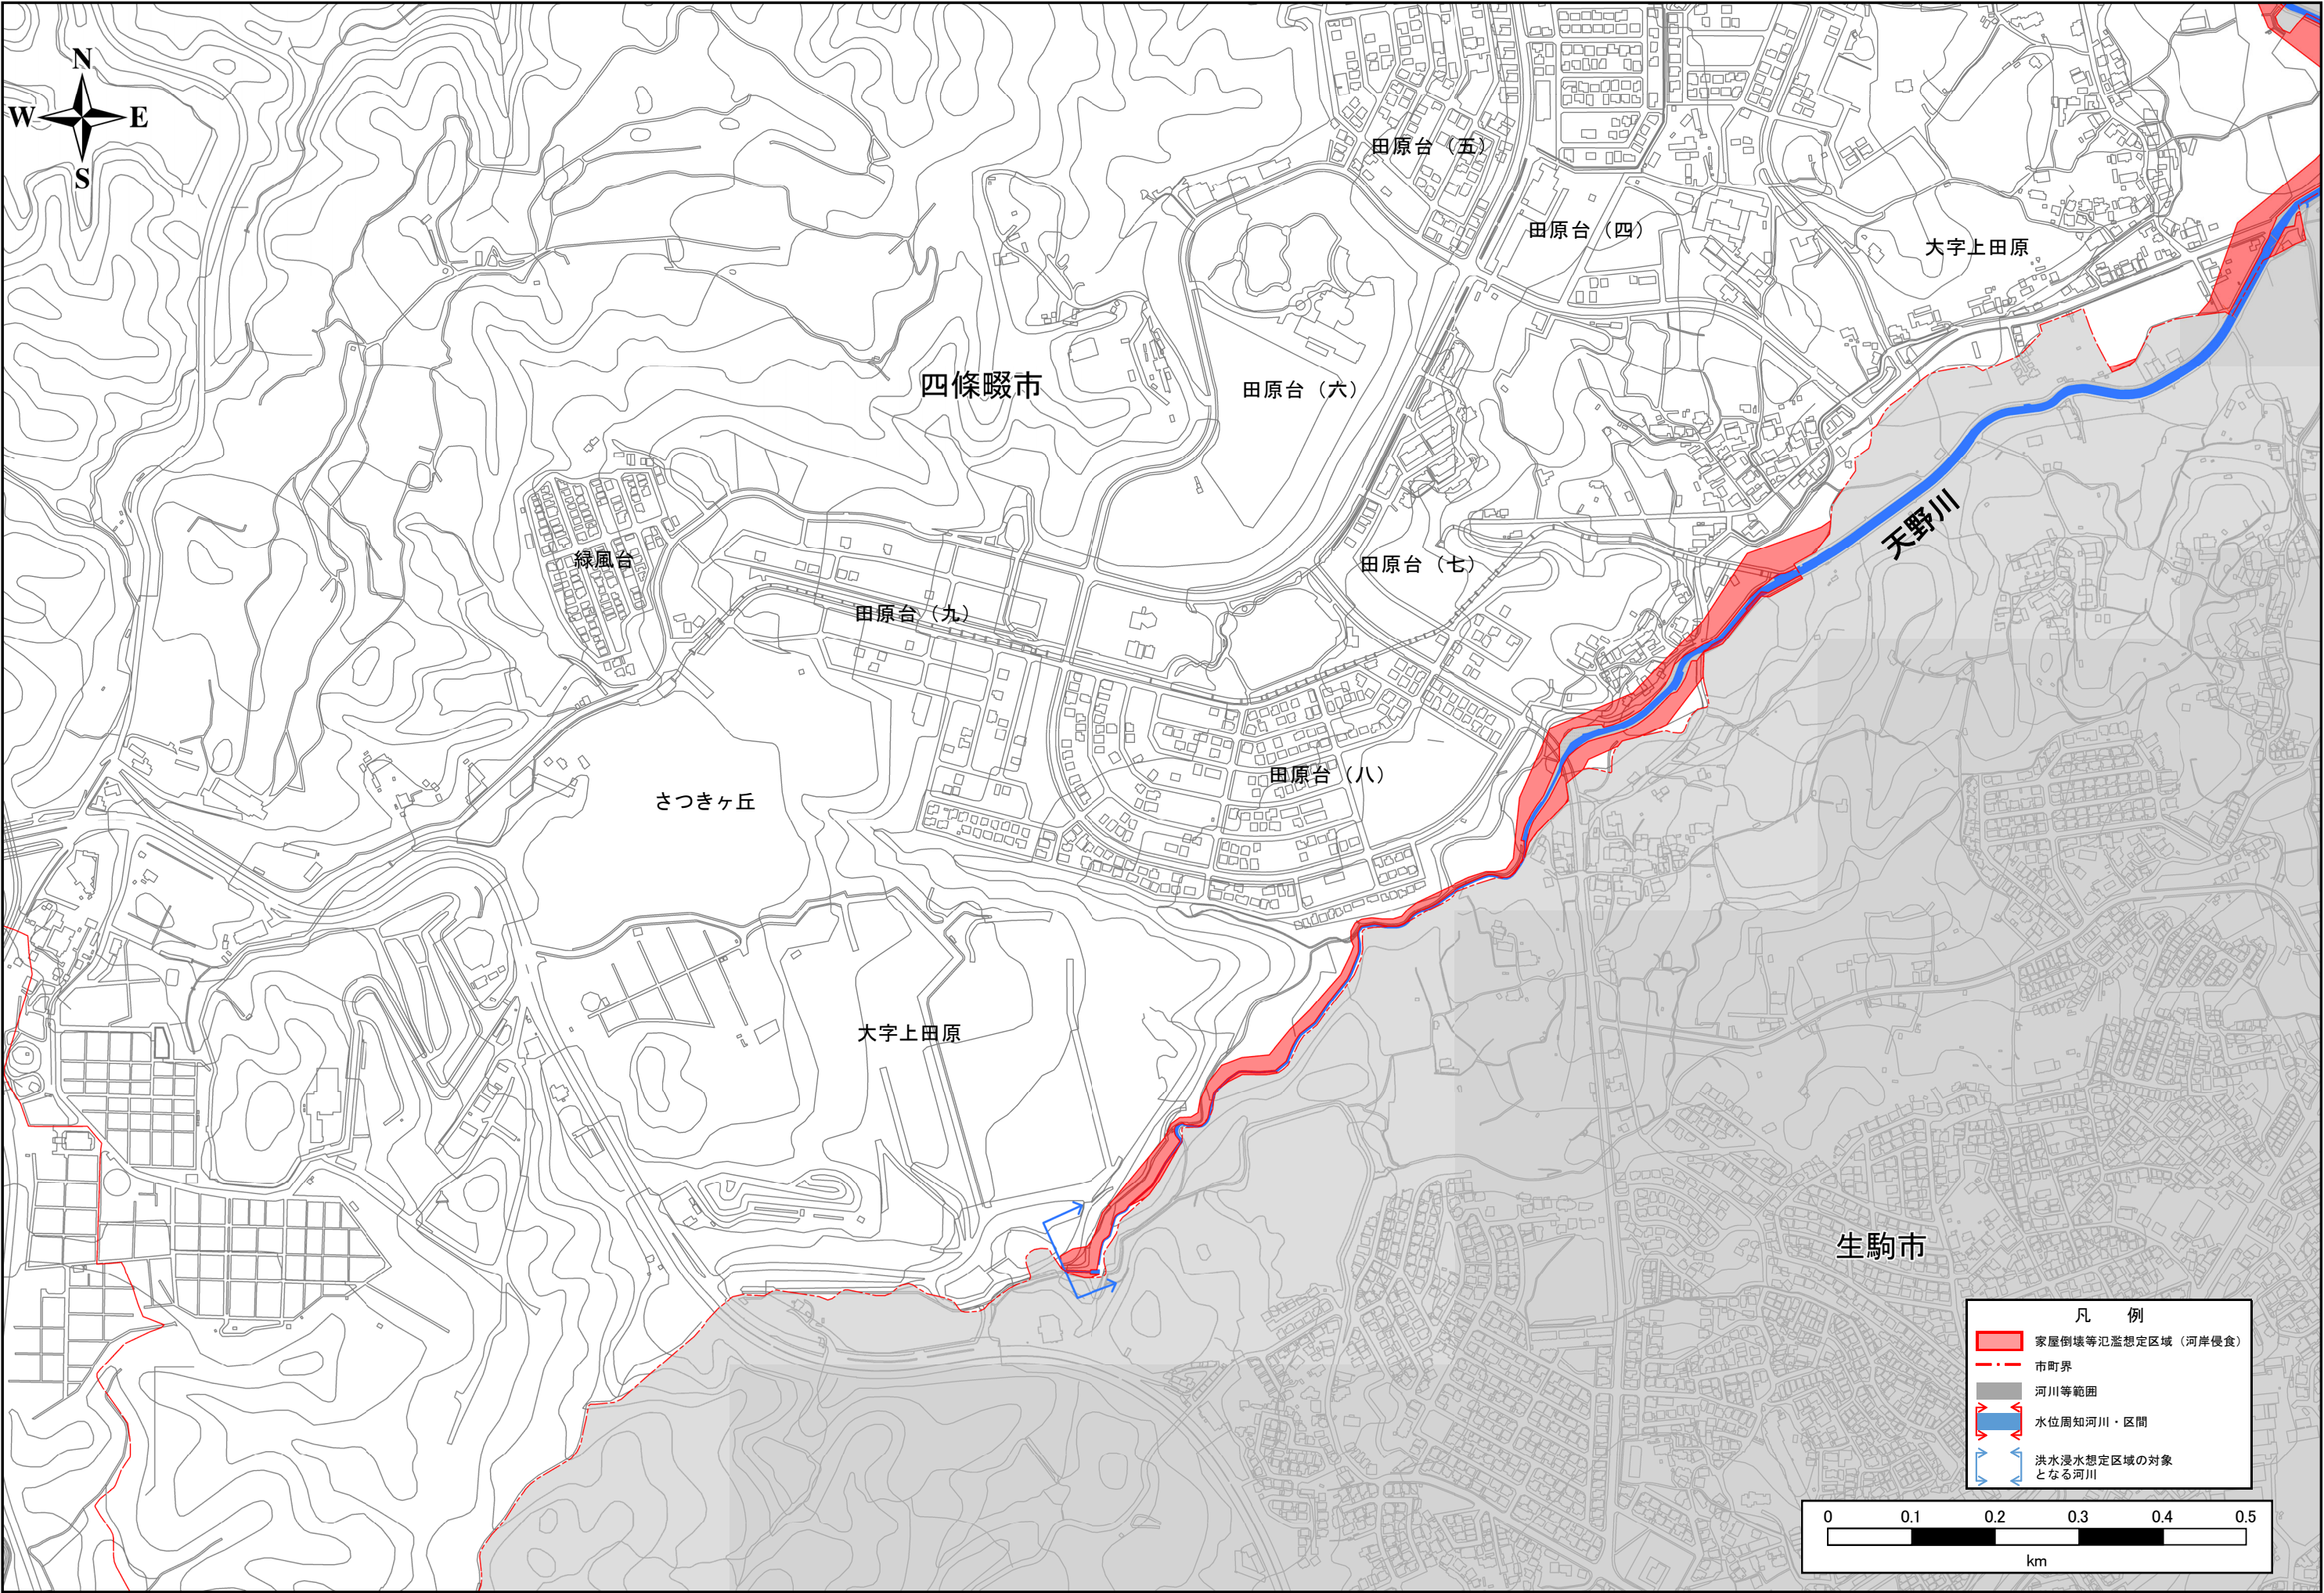 N
W E
S
田原台（五）
田原台（四）
大字上田原
四條畷市
田原台（六）
天野川
緑風台
田原台（七）
田原台（九）
田原台（八）
さつきヶ丘
大字上田原
生駒市
凡 例
家屋倒壊等氾濫想定区域（河岸侵食）
市町界
河川等範囲
水位周知河川・区間
洪水浸水想定区域の対象
となる河川
0 0.1 0.2 0.3 0.4 0.5
km